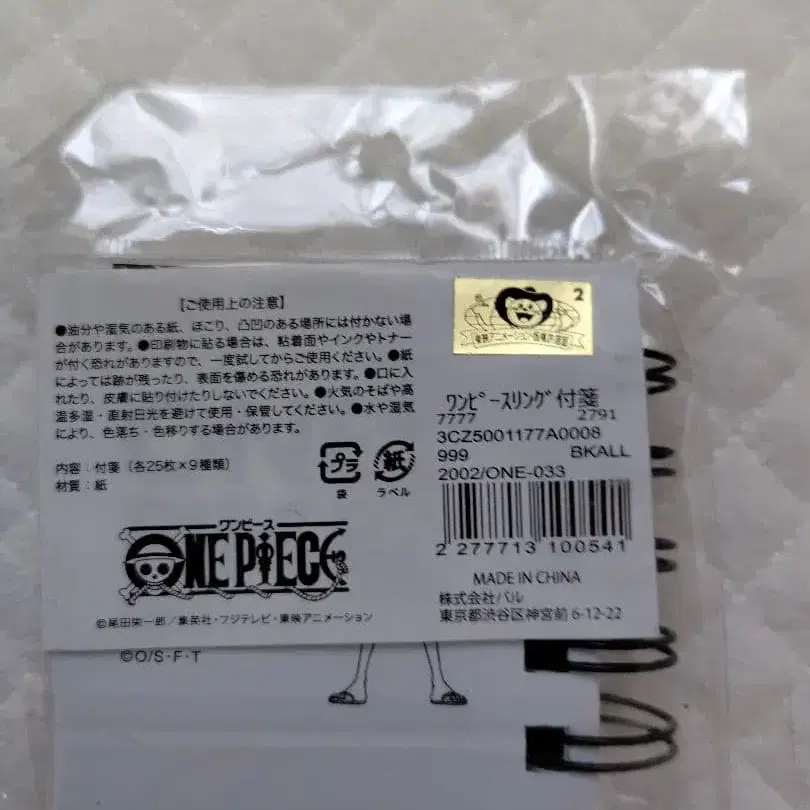 【ご使用上の注意】
●油分や湿気のある紙、ほこり、凸凹のある場所には付かない場
合があります。●印刷物に貼る場合は、粘着面やインクやトナー
が付く恐れがありますので、一度試してからご使用ください。●紙
によっては跡が残ったり、表面を傷める恐れがあります。●口に入
れたり、皮膚に貼り付けたりしないでください。●火気のそばや高
温多湿・直射日光を避けて使用・保管してください。●水や湿気
により、色落ち・色移りする場合があります。
内容：付箋（各25枚×9種類）
材質：紙
プラ
袋
紙
ラベル
ワンピース
ONE PIECE
©尾田栄一郎／集英社・フジテレビ・東映アニメーション
©O/S・F・T
2
東映アニメーション
ﾜﾝﾋﾟｰｽﾘﾝｸﾞ付箋
7777 2791
3CZ5001177A0008
999 BKALL
2002/ONE-033
2 277713 100541
MADE IN CHINA
株式会社パル
東京都渋谷区神宮前 6-12-22